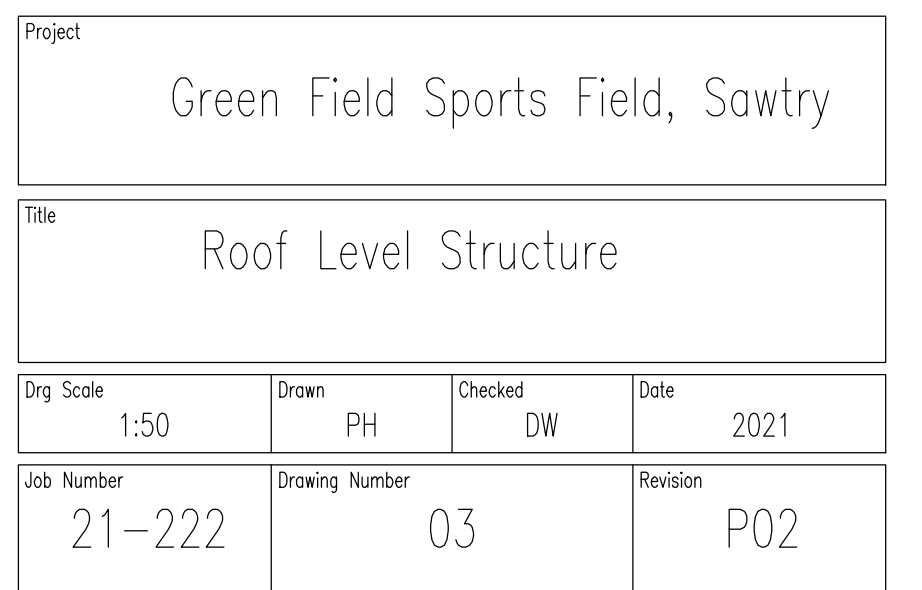 Project
Green Field Sports Field, Sawtry
Title
Roof Level Structure
Drg Scale Drawn Checked Date
1:50 PH DW 2021
Job Number Drawing Number Revision
21-222 03 P02